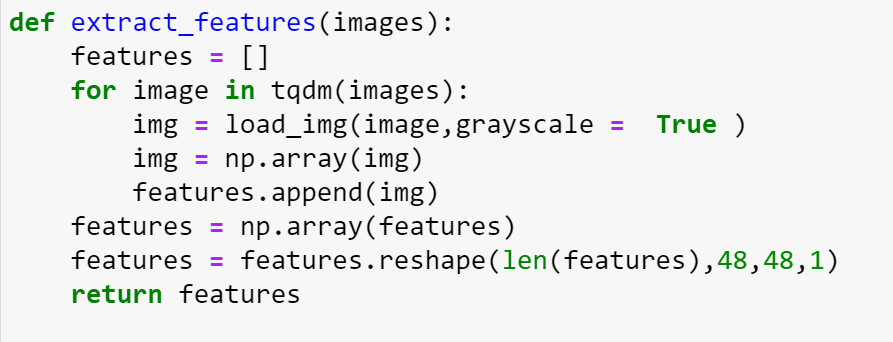 def extract_features(images):
    features = []
    for image in tqdm(images):
        img = load_img(image,grayscale =  True )
        img = np.array(img)
        features.append(img)
    features = np.array(features)
    features = features.reshape(len(features),48,48,1)
    return features